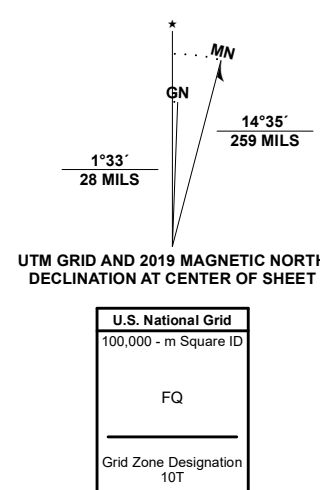 ★
MN
GN
14°35´
259 MILS
1°33´
28 MILS
UTM GRID AND 2019 MAGNETIC NORTH
DECLINATION AT CENTER OF SHEET
U.S. National Grid
100,000 - m Square ID
FQ
Grid Zone Designation
10T